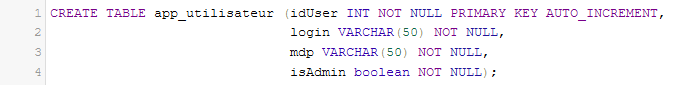 1 CREATE TABLE app_utilisateur (idUser INT NOT NULL PRIMARY KEY AUTO_INCREMENT,
2 login VARCHAR(50) NOT NULL,
3 mdp VARCHAR(50) NOT NULL,
4 isAdmin boolean NOT NULL);